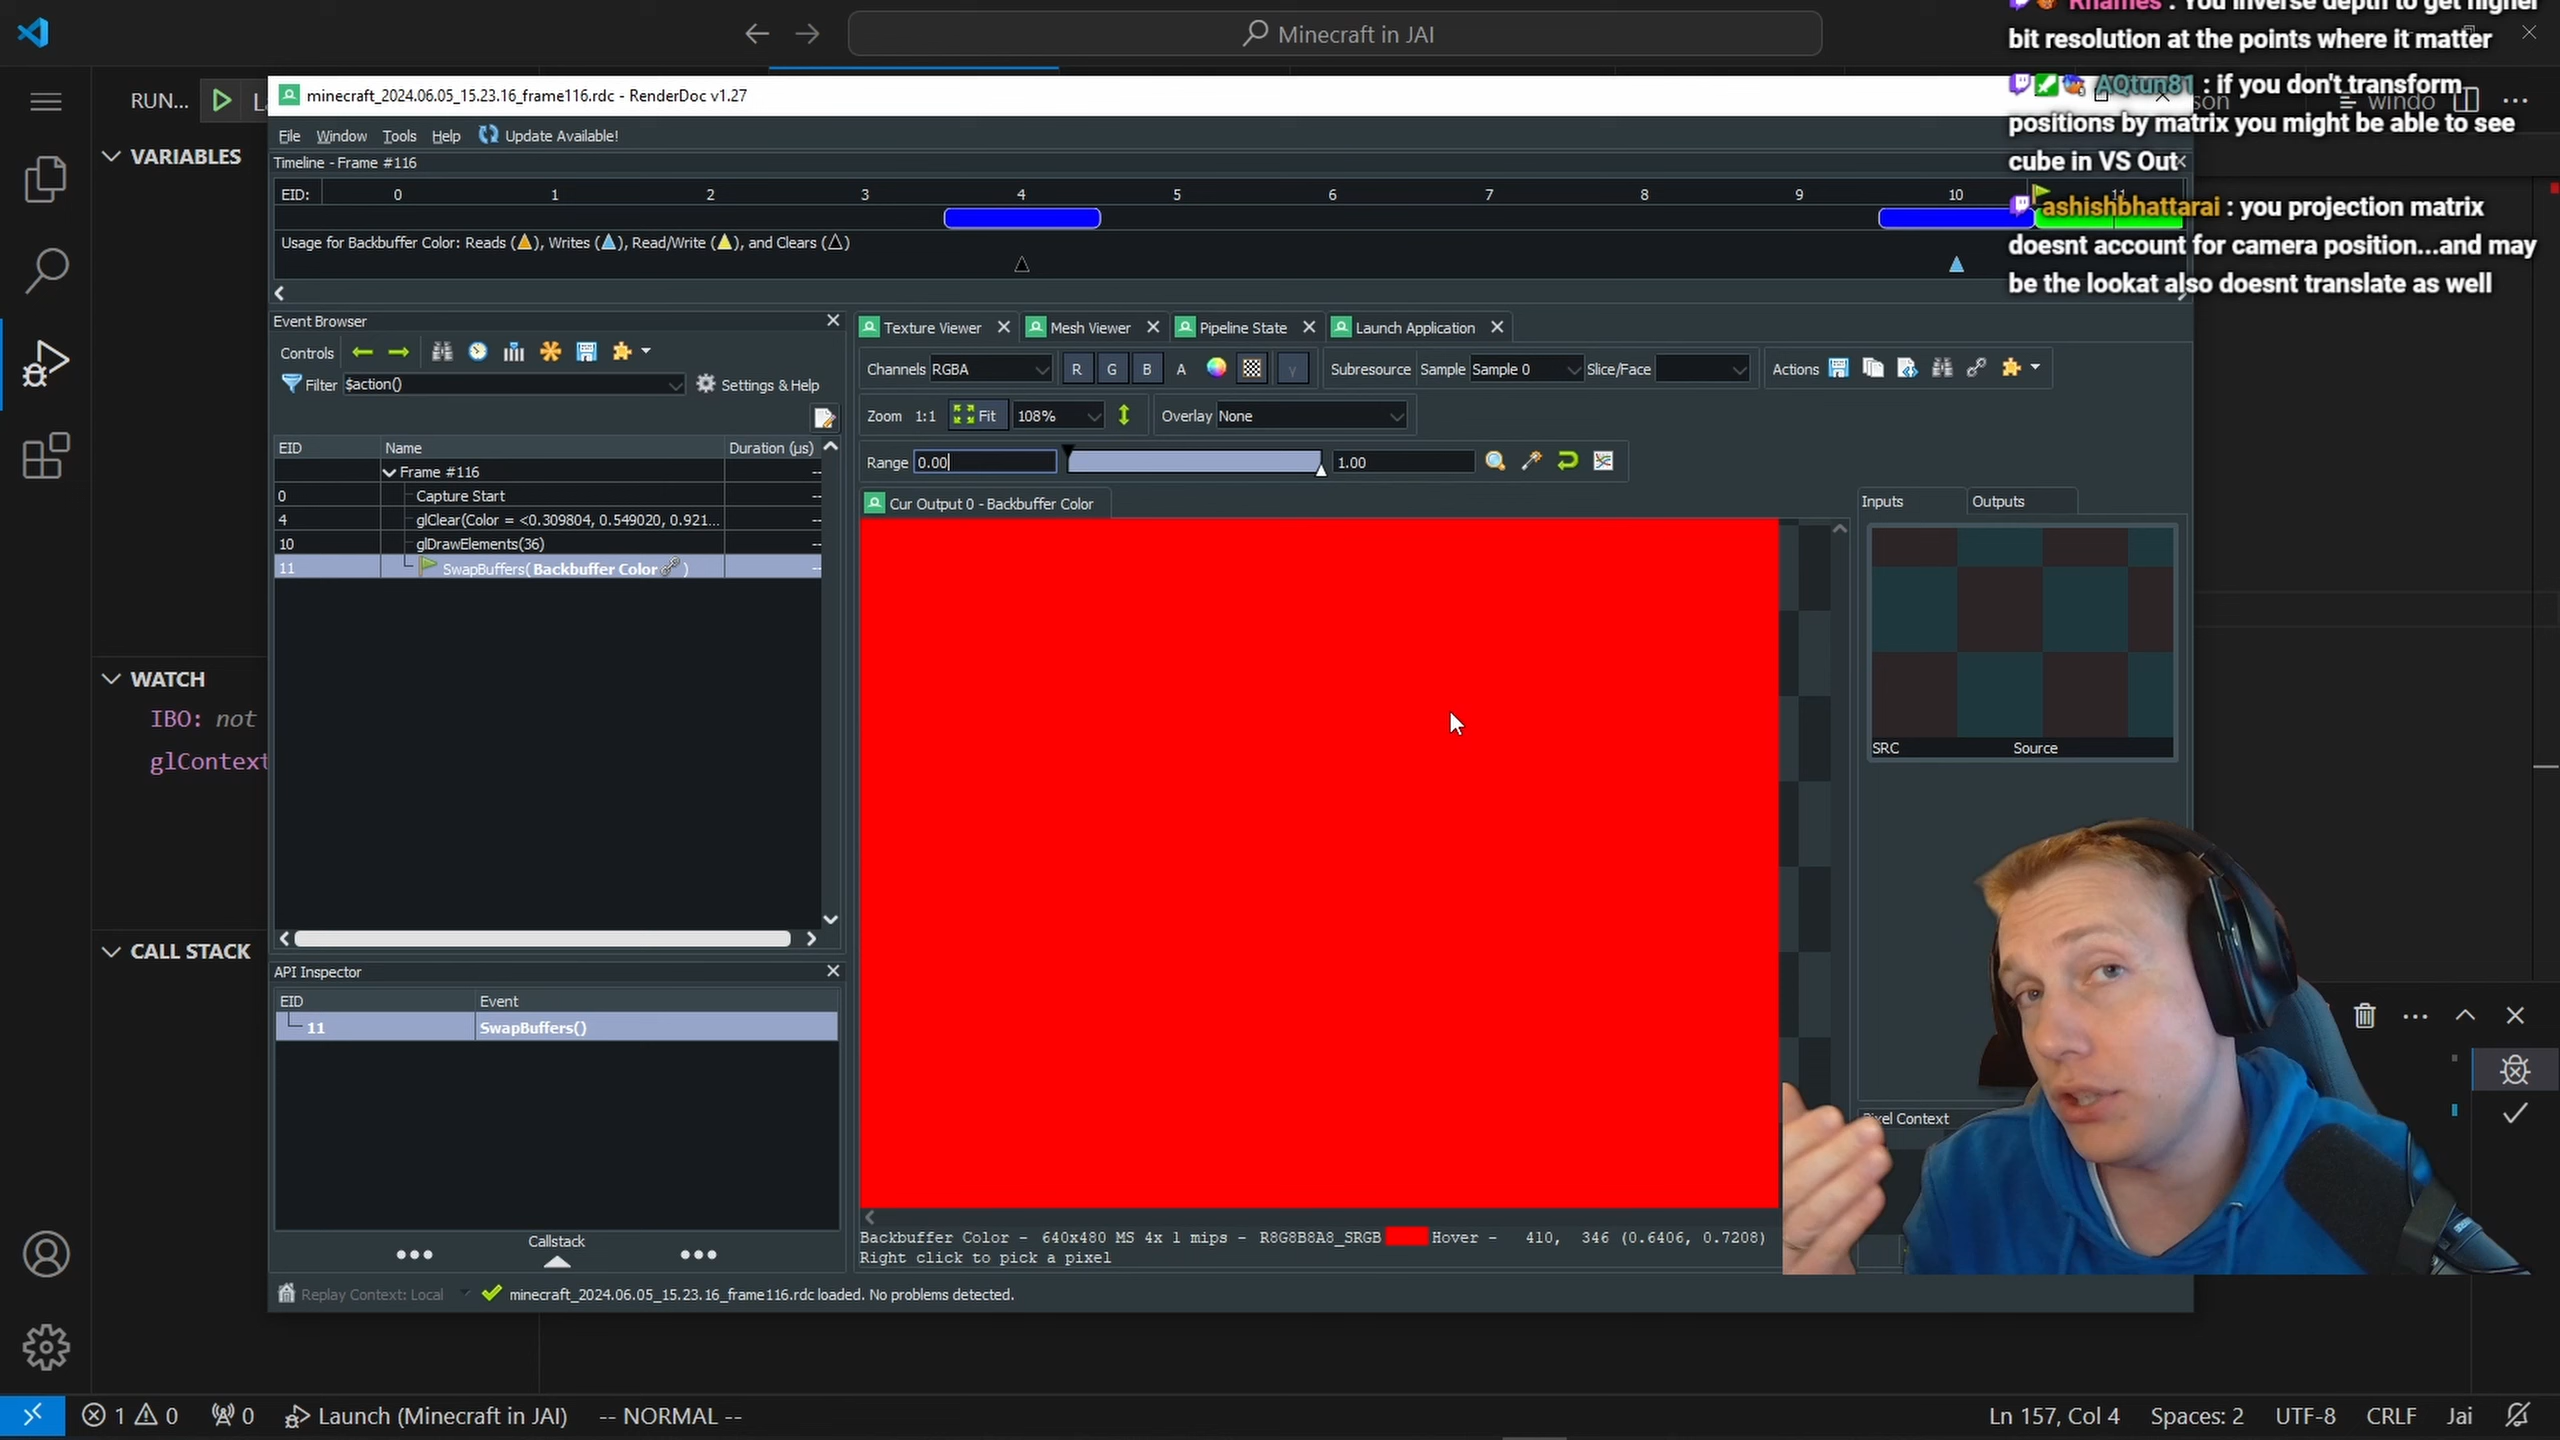 Minecraft in JAI
Rhames : You inverse depth to get higher
bit resolution at the points where it matter
AQtun81 : if you don't transform
positions by matrix you might be able to see
cube in VS Out
ashishbhattarai : you projection matrix
doesnt account for camera position...and may
be the lookat also doesnt translate as well
RUN...
windo
VARIABLES
WATCH
IBO: not
glContext
CALL STACK
minecraft_2024.06.05_15.23.16_frame116.rdc - RenderDoc v1.27
File Window Tools Help Update Available!
Timeline - Frame #116
EID: 0 1 2 3 4 5 6 7 8 9 10 11
Usage for Backbuffer Color: Reads (▲), Writes (▲), Read/Write (▲), and Clears (△)
Event Browser
Controls
Filter $action() Settings & Help
EID Name Duration (µs)
Frame #116 --
0 Capture Start --
4 glClear(Color = <0.309804, 0.549020, 0.921... --
10 glDrawElements(36) --
11 SwapBuffers( Backbuffer Color ) --
API Inspector
EID Event
11 SwapBuffers()
Callstack
Texture Viewer Mesh Viewer Pipeline State Launch Application
Channels RGBA R G B A γ Subresource Sample Sample 0 Slice/Face Actions
Zoom 1:1 Fit 108% Overlay None
Range 0.00 1.00
Cur Output 0 - Backbuffer Color
Inputs Outputs
SRC Source
Pixel Context
Backbuffer Color - 640x480 MS 4x 1 mips - R8G8B8A8_SRGB Hover - 410, 346 (0.6406, 0.7208)
Right click to pick a pixel
Replay Context: Local minecraft_2024.06.05_15.23.16_frame116.rdc loaded. No problems detected.
1 0 0 Launch (Minecraft in JAI) -- NORMAL -- Ln 157, Col 4 Spaces: 2 UTF-8 CRLF Jai